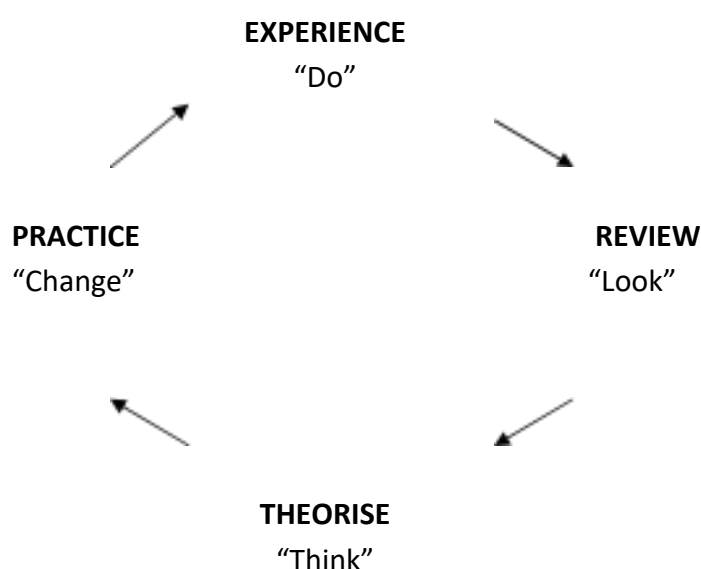 EXPERIENCE
“Do”
PRACTICE
“Change”
REVIEW
“Look”
THEORISE
“Think”